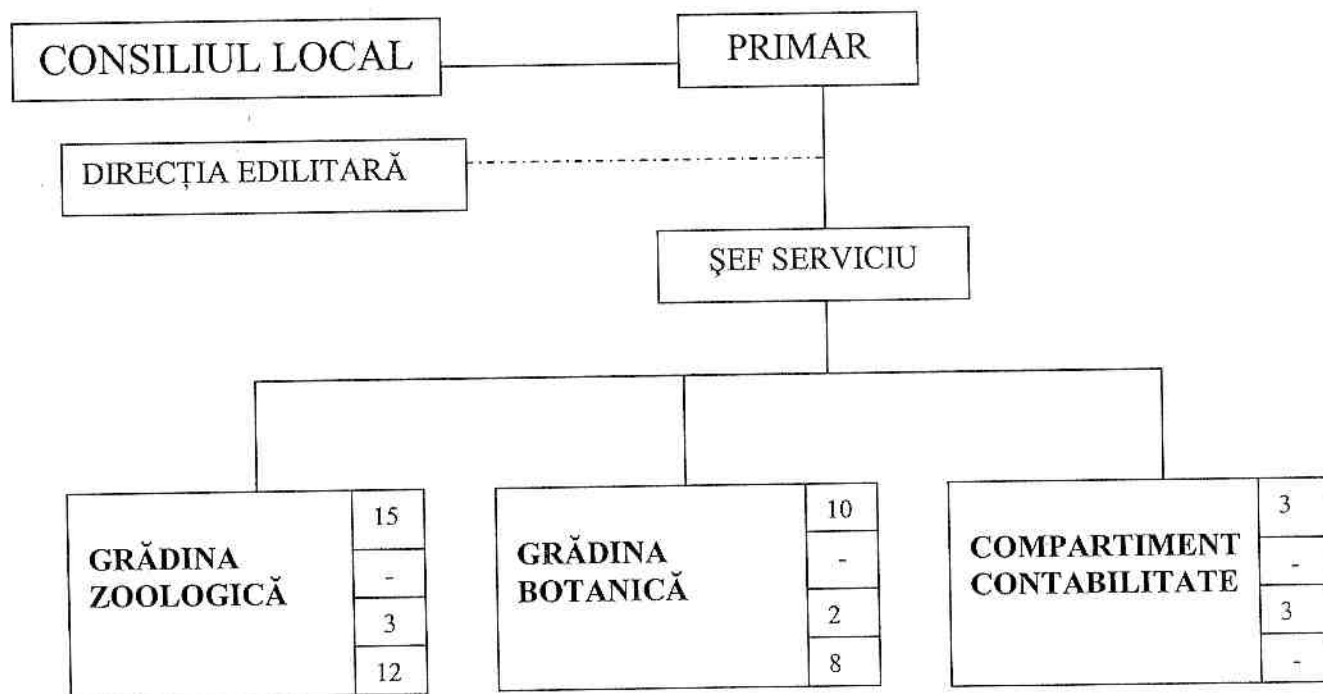 CONSILIUL LOCAL
PRIMAR
DIRECȚIA EDILITARĂ
ŞEF SERVICIU
GRĂDINA
ZOOLOGICĂ
15
-
3
12
GRĂDINA
BOTANICĂ
10
-
2
8
COMPARTIMENT
CONTABILITATE
3
-
3
-